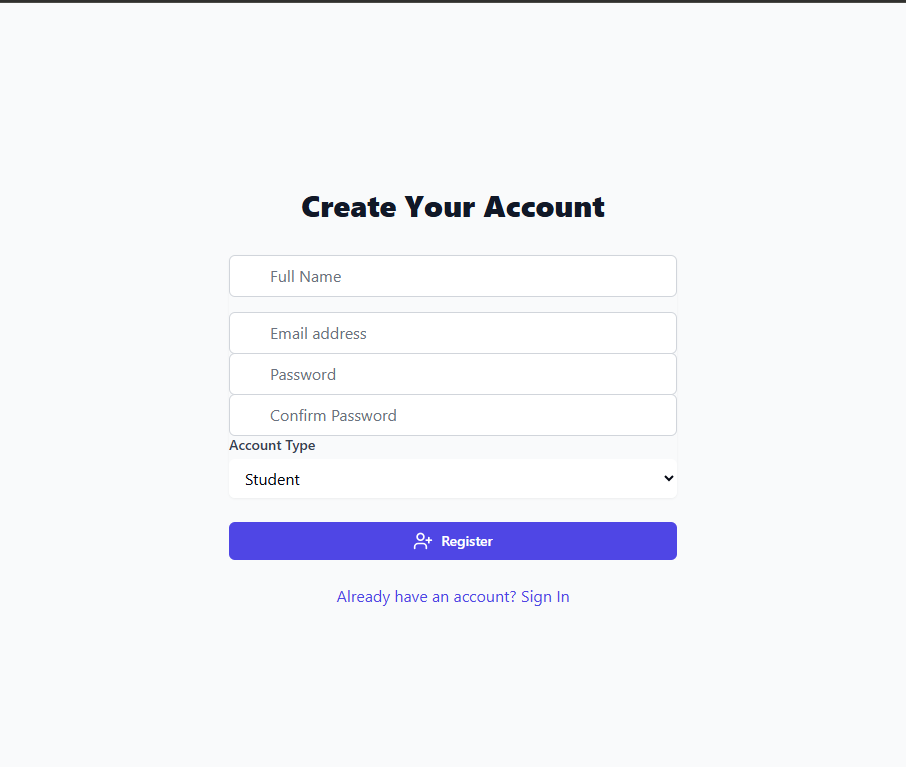 Create Your Account
Full Name
Email address
Password
Confirm Password
Account Type
Student
Register
Already have an account? Sign In